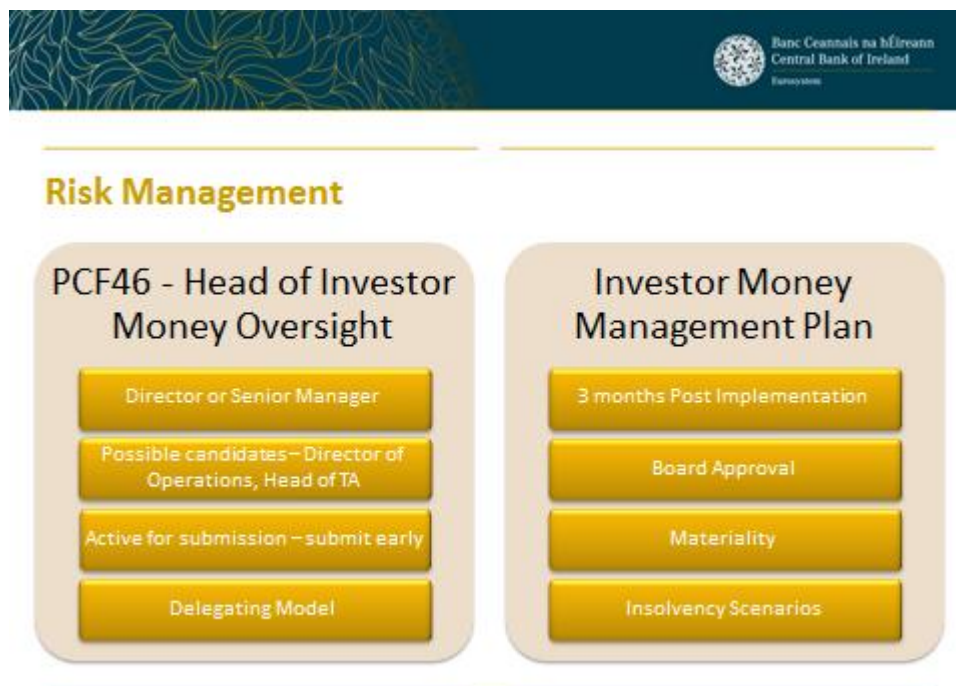 Banc Ceannais na hÉireann
Central Bank of Ireland
Eurosystem
Risk Management
PCF46 - Head of Investor
Money Oversight
Director or Senior Manager
Possible candidates – Director of
Operations, Head of TA
Active for submission – submit early
Delegating Model
Investor Money
Management Plan
3 months Post Implementation
Board Approval
Materiality
Insolvency Scenarios